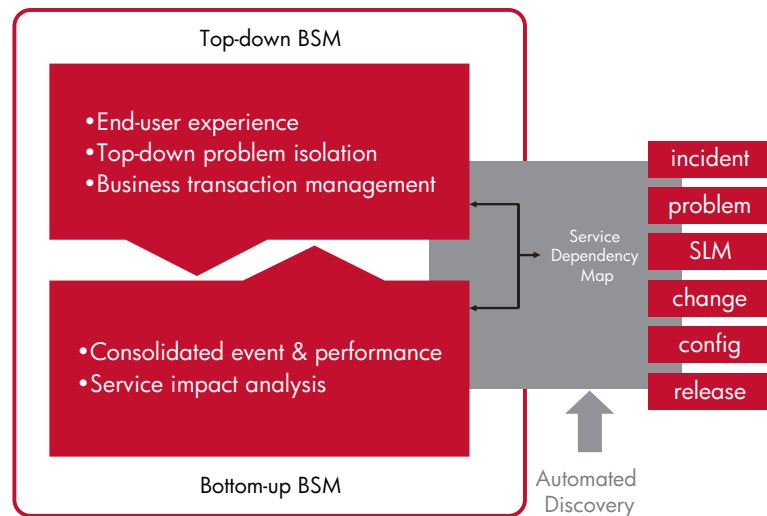 Top-down BSM
•End-user experience
•Top-down problem isolation
•Business transaction management
•Consolidated event & performance
•Service impact analysis
Bottom-up BSM
Service
Dependency
Map
incident
problem
SLM
change
config
release
Automated
Discovery